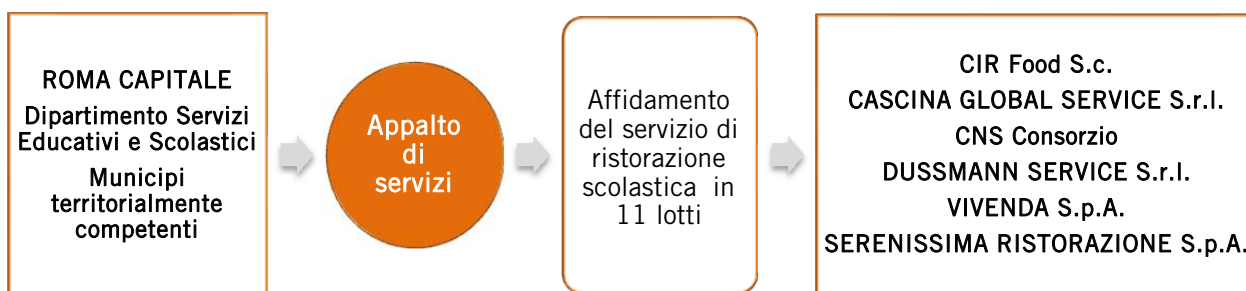 ROMA CAPITALE
Dipartimento Servizi
Educativi e Scolastici
Municipi
territorialmente
competenti
Appalto
di
servizi
Affidamento
del servizio di
ristorazione
scolastica in
11 lotti
CIR Food S.c.
CASCINA GLOBAL SERVICE S.r.l.
CNS Consorzio
DUSSMANN SERVICE S.r.l.
VIVENDA S.p.A.
SERENISSIMA RISTORAZIONE S.p.A.